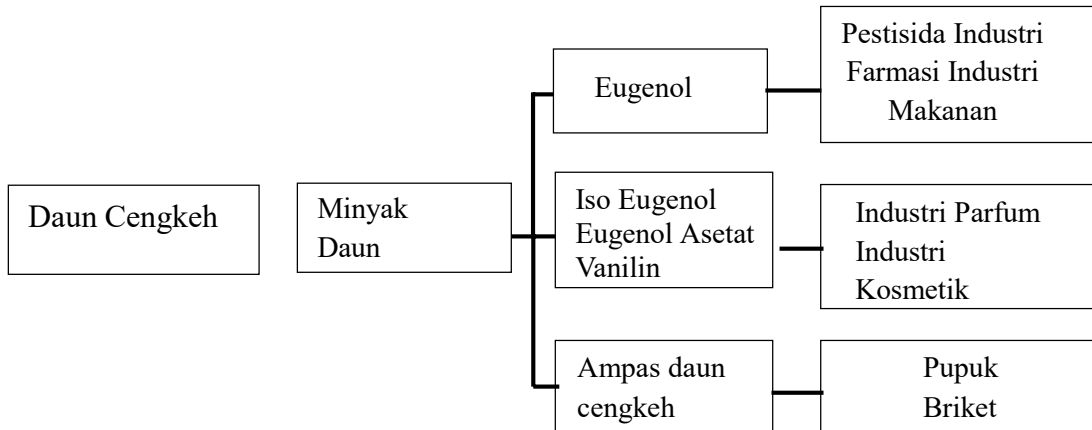 Daun Cengkeh
Minyak
Daun
Eugenol
Pestisida Industri
Farmasi Industri
Makanan
Iso Eugenol
Eugenol Asetat
Vanilin
Industri Parfum
Industri
Kosmetik
Ampas daun
cengkeh
Pupuk
Briket